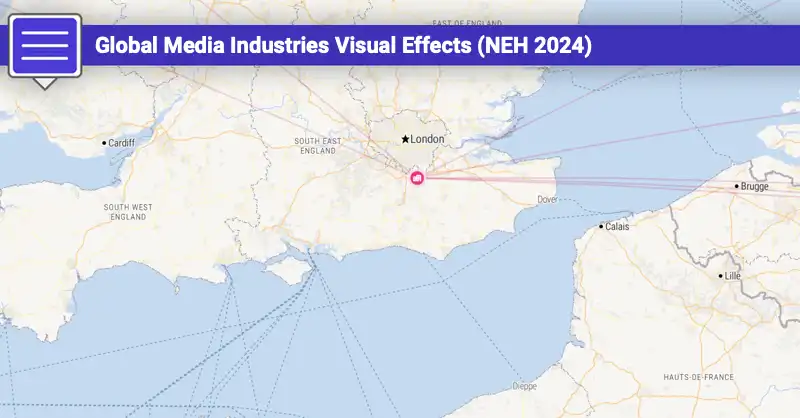 EAST OF ENGLAND
Global Media Industries Visual Effects (NEH 2024)
Cardiff
London
SOUTH EAST
ENGLAND
Brugge
SOUTH WEST
ENGLAND
Dover
Calais
Lille
HAUTS-DE-FRANCE
Dieppe